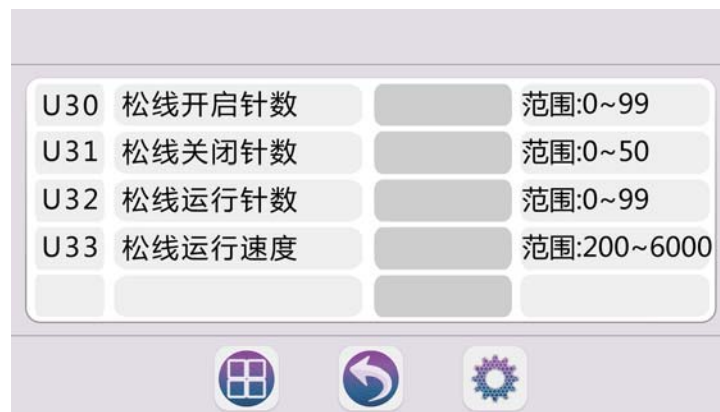 U30 松线开启针数 范围:0~99
U31 松线关闭针数 范围:0~50
U32 松线运行针数 范围:0~99
U33 松线运行速度 范围:200~6000